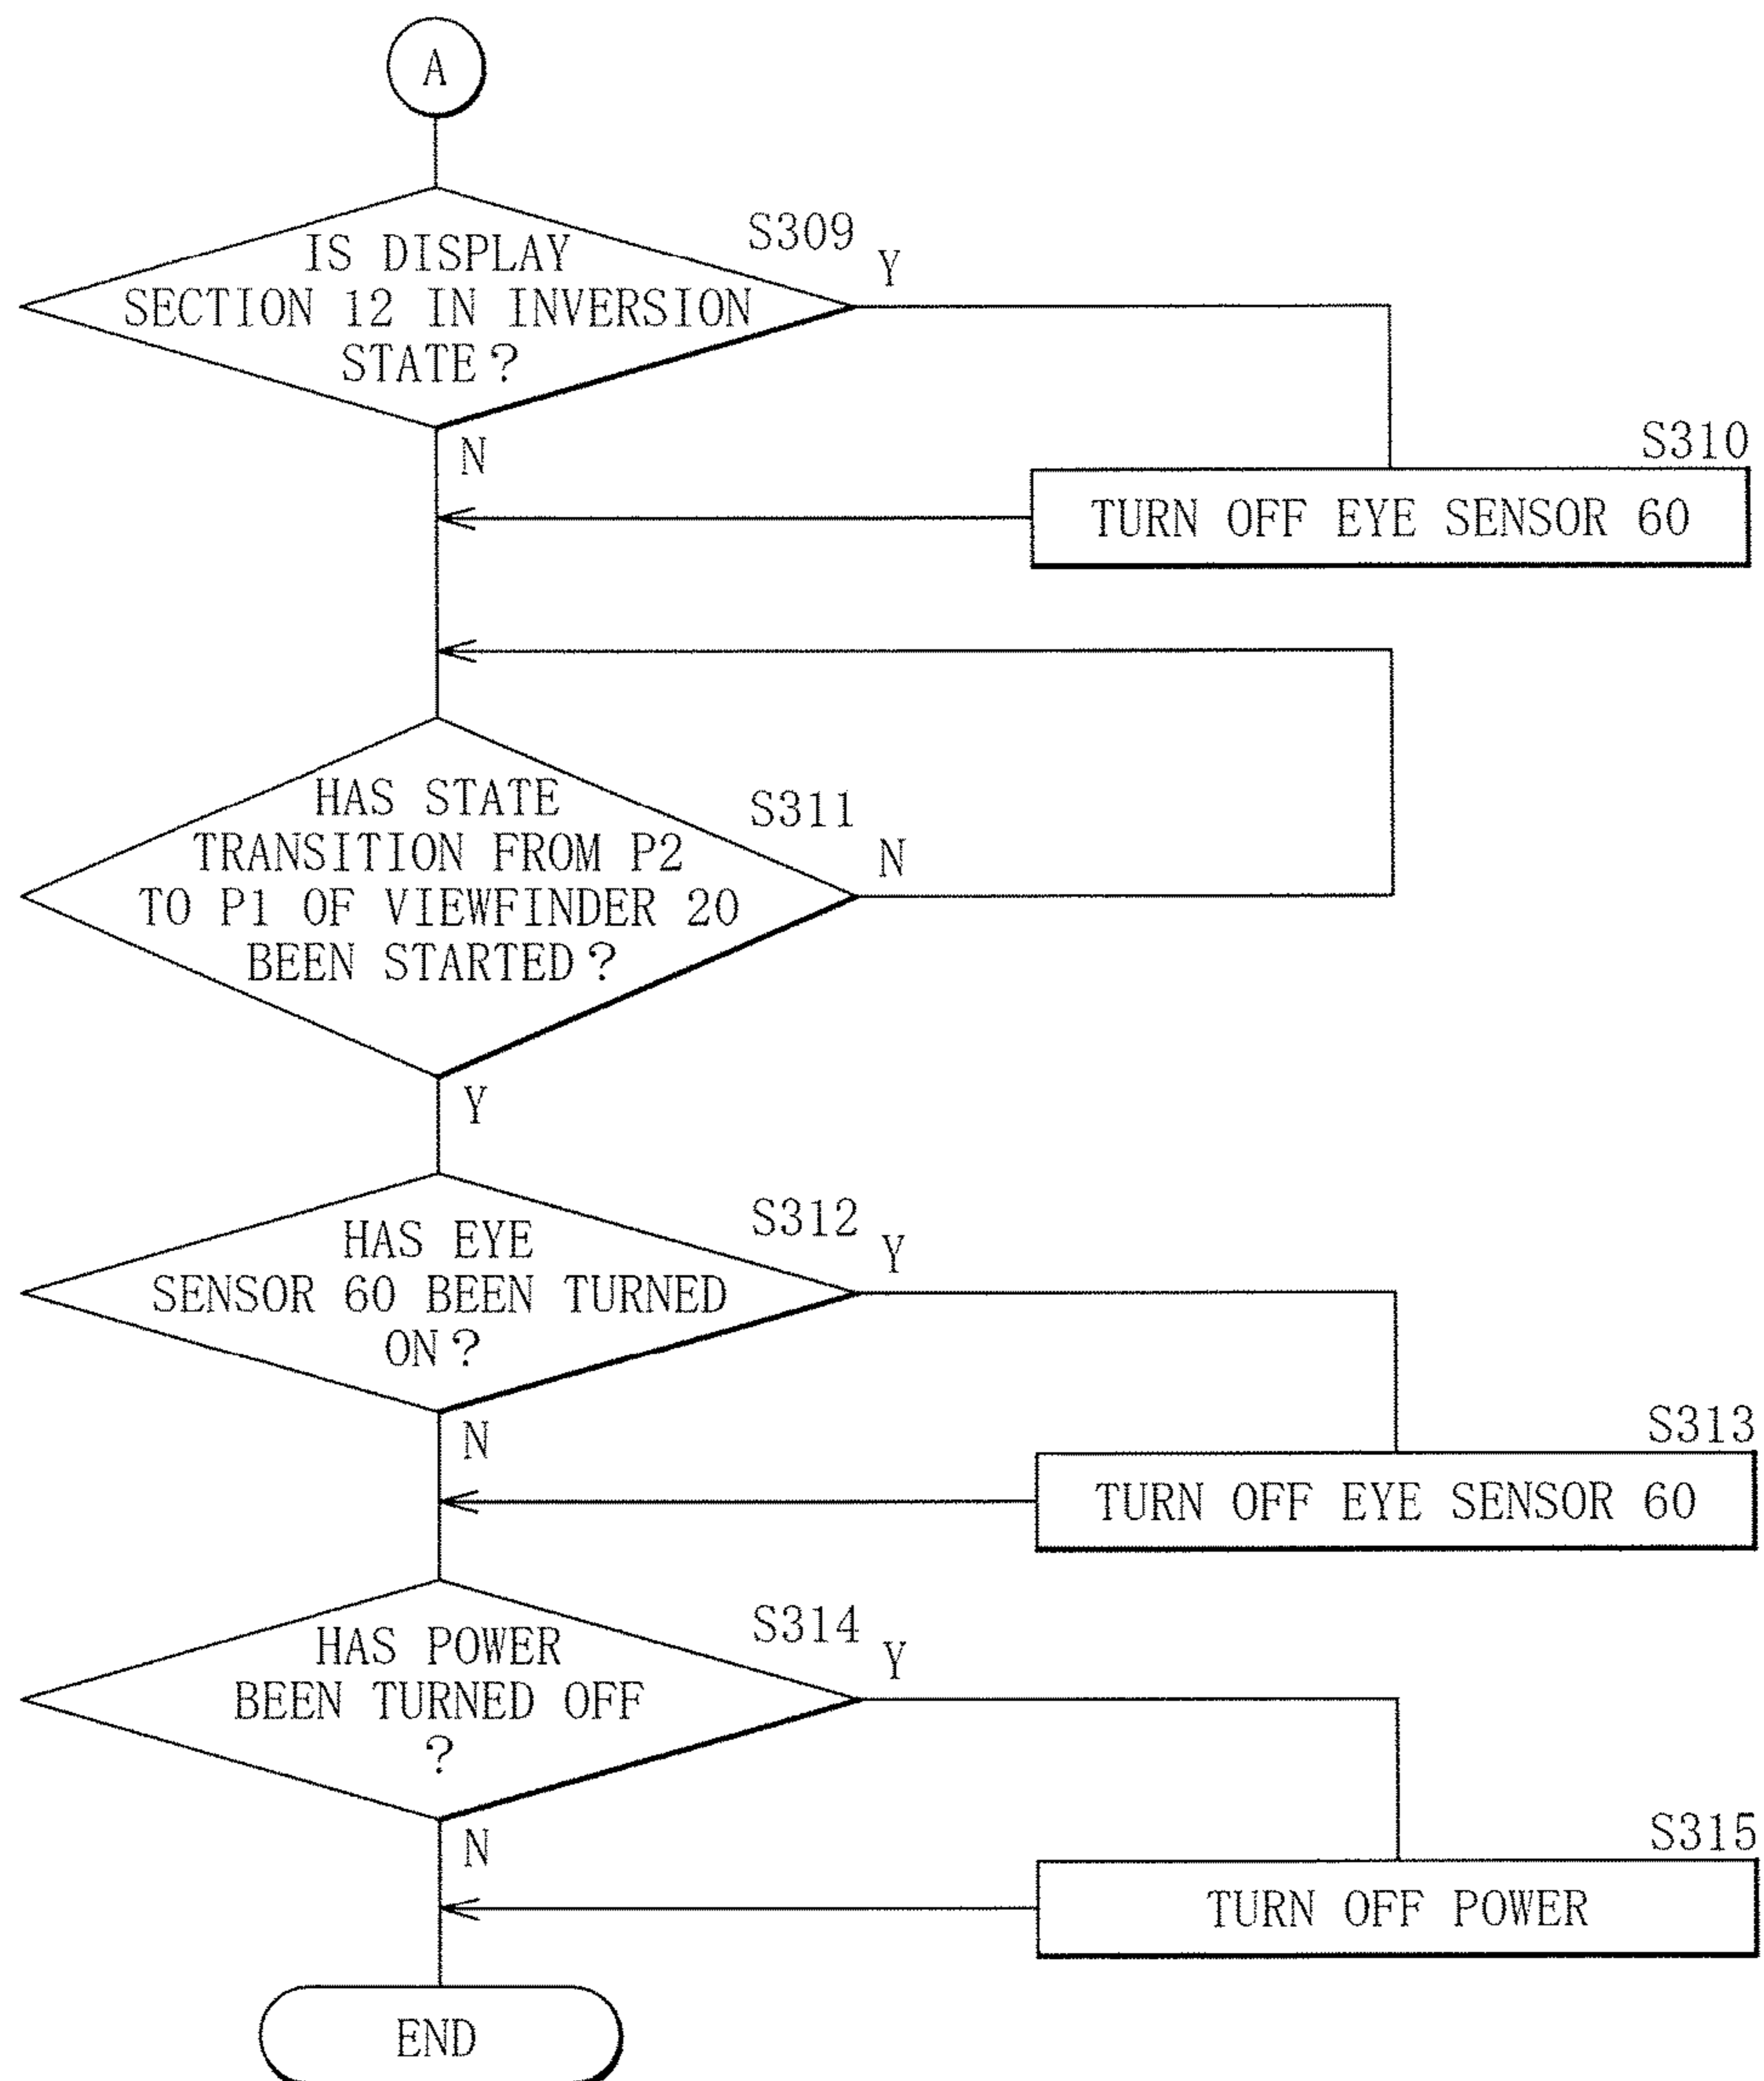 A
IS DISPLAY
SECTION 12 IN INVERSION
STATE?
S309
Y
N
S310
TURN OFF EYE SENSOR 60
HAS STATE
TRANSITION FROM P2
TO P1 OF VIEWFINDER 20
BEEN STARTED?
S311
N
Y
HAS EYE
SENSOR 60 BEEN TURNED
ON?
S312
Y
N
S313
TURN OFF EYE SENSOR 60
HAS POWER
BEEN TURNED OFF
?
S314
Y
N
S315
TURN OFF POWER
END